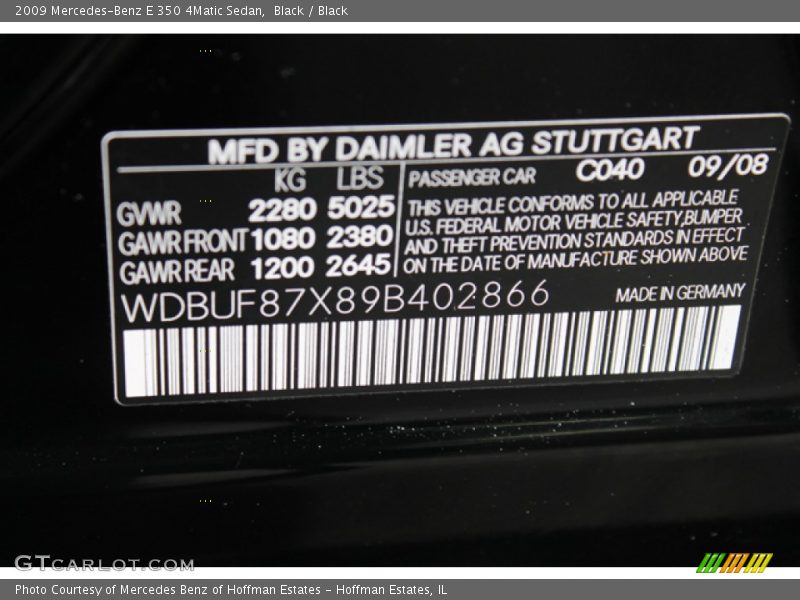 2009 Mercedes-Benz E 350 4Matic Sedan,  Black / Black
MFD BY DAIMLER AG STUTTGART
KG LBS
GVWR 2280 5025
GAWR FRONT 1080 2380
GAWR REAR 1200 2645
PASSENGER CAR C040 09/08
THIS VEHICLE CONFORMS TO ALL APPLICABLE
U.S. FEDERAL MOTOR VEHICLE SAFETY,BUMPER
AND THEFT PREVENTION STANDARDS IN EFFECT
ON THE DATE OF MANUFACTURE SHOWN ABOVE
WDBUF87X89B402866 MADE IN GERMANY
GTCARLOT.COM
Photo Courtesy of Mercedes Benz of Hoffman Estates - Hoffman Estates, IL